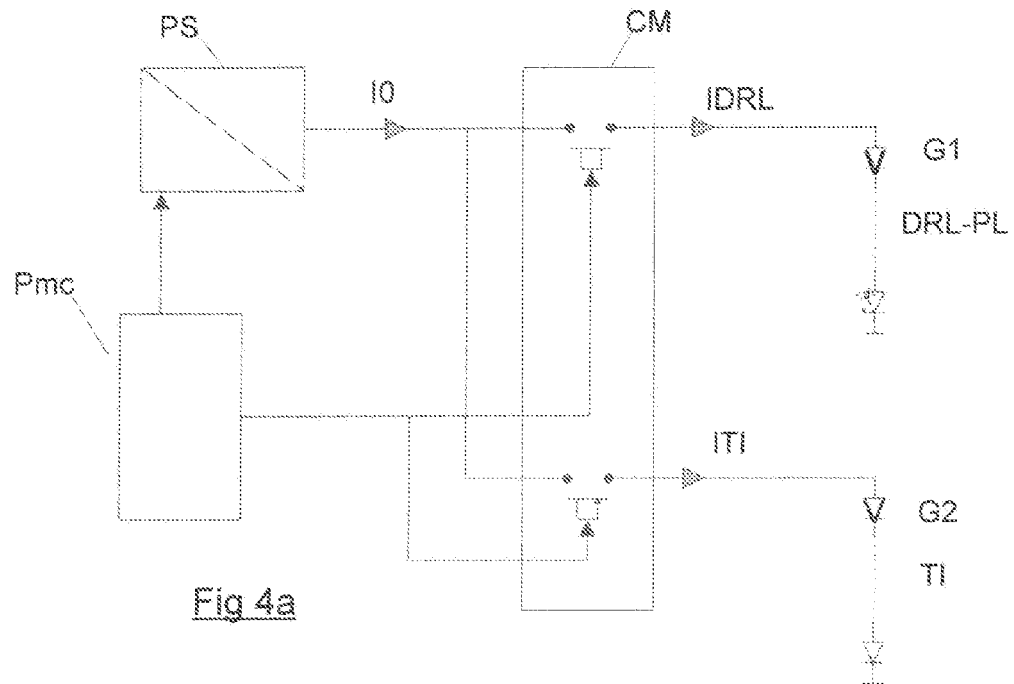 PS
CM
I0
IDRL
G1
DRL-PL
Pmc
ITI
G2
TI
Fig 4a